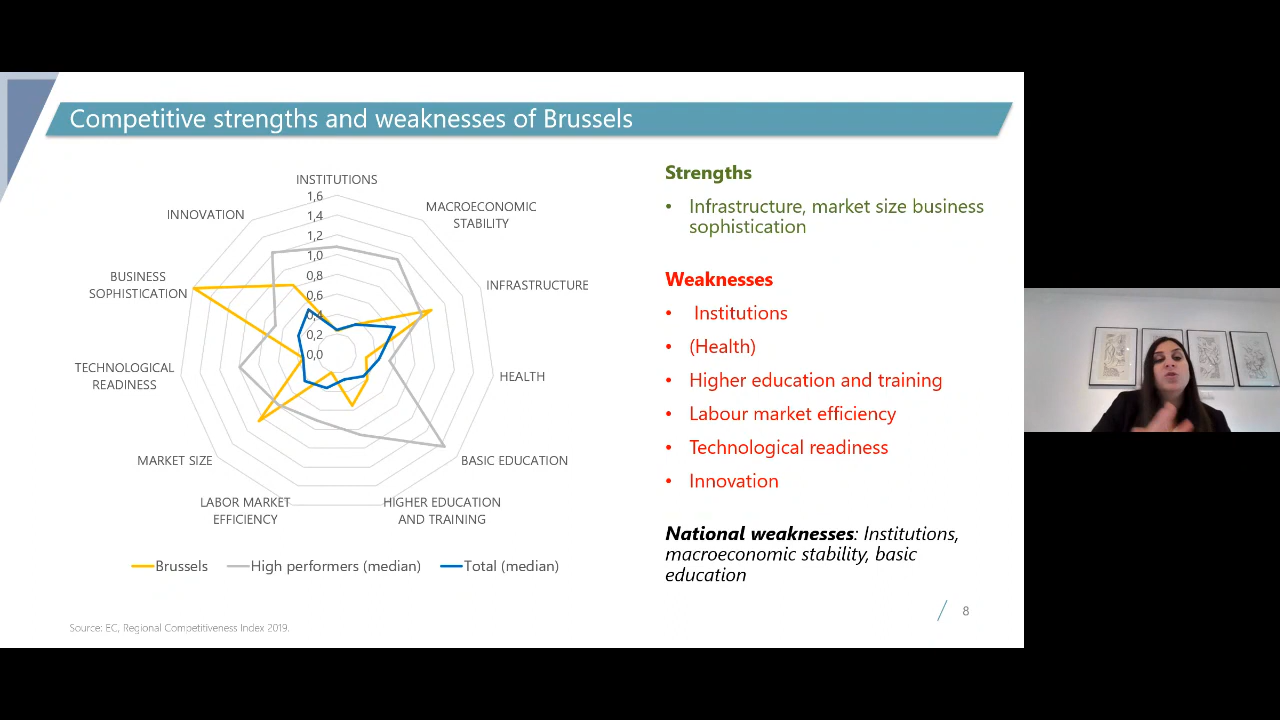 Competitive strengths and weaknesses of Brussels
INSTITUTIONS
MACROECONOMIC
STABILITY
INFRASTRUCTURE
HEALTH
BASIC EDUCATION
HIGHER EDUCATION
AND TRAINING
LABOR MARKET
EFFICIENCY
MARKET SIZE
TECHNOLOGICAL
READINESS
BUSINESS
SOPHISTICATION
INNOVATION
1,6
1,4
1,2
1,0
0,8
0,6
0,4
0,2
0,0
Brussels
High performers (median)
Total (median)
Source: EC, Regional Competitiveness Index 2019.
Strengths
• Infrastructure, market size business
sophistication
Weaknesses
• Institutions
• (Health)
• Higher education and training
• Labour market efficiency
• Technological readiness
• Innovation
National weaknesses: Institutions,
macroeconomic stability, basic
education
8